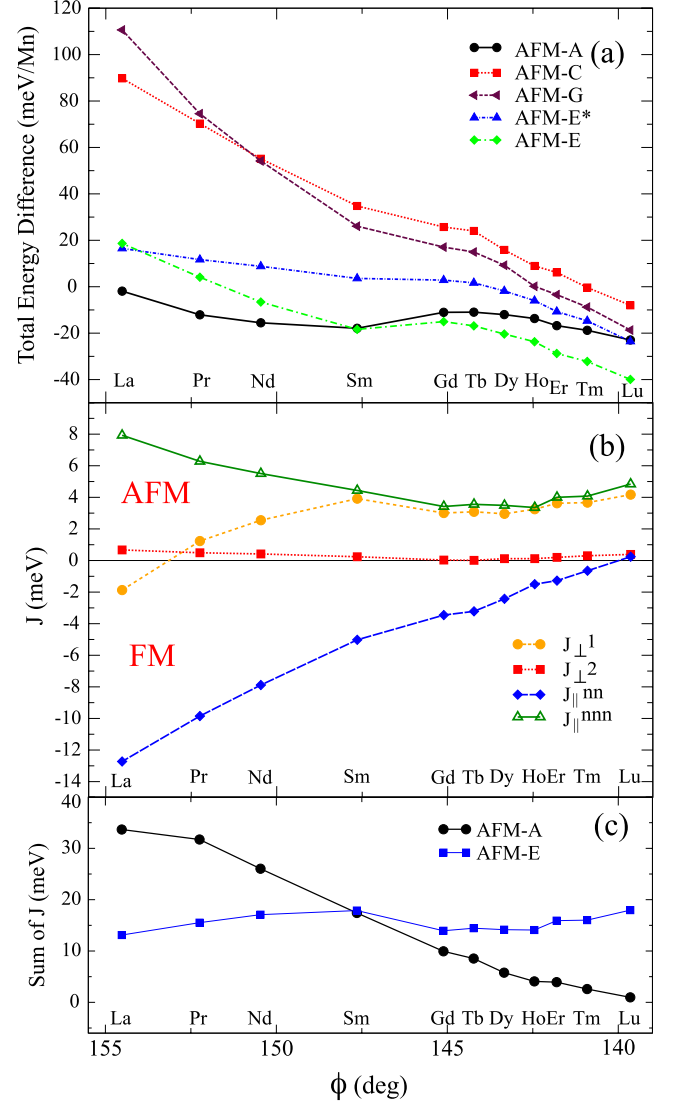 Total Energy Difference (meV/Mn)
120
100
80
60
40
20
0
-20
-40
(a)
AFM-A
AFM-C
AFM-G
AFM-E*
AFM-E
La Pr Nd Sm Gd Tb Dy Ho Er Tm Lu
J (meV)
8
6
4
2
0
-2
-4
-6
-8
-10
-12
-14
(b)
AFM
FM
J⊥1
J⊥2
J∥nn
J∥nnn
La Pr Nd Sm Gd Tb Dy Ho Er Tm Lu
Sum of J (meV)
40
30
20
10
0
(c)
AFM-A
AFM-E
La Pr Nd Sm Gd Tb Dy Ho Er Tm Lu
155 150 145 140
ϕ (deg)